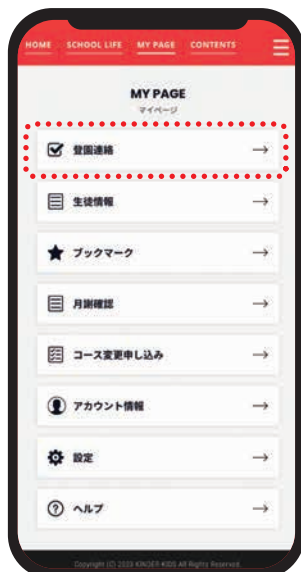 HOME SCHOOL LIFE MY PAGE CONTENTS
MY PAGE
マイページ
登園連絡
生徒情報
ブックマーク
月謝確認
コース変更申し込み
アカウント情報
設定
ヘルプ
Copyright (C) 2023 KINDER KIDS All Rights Reserved.